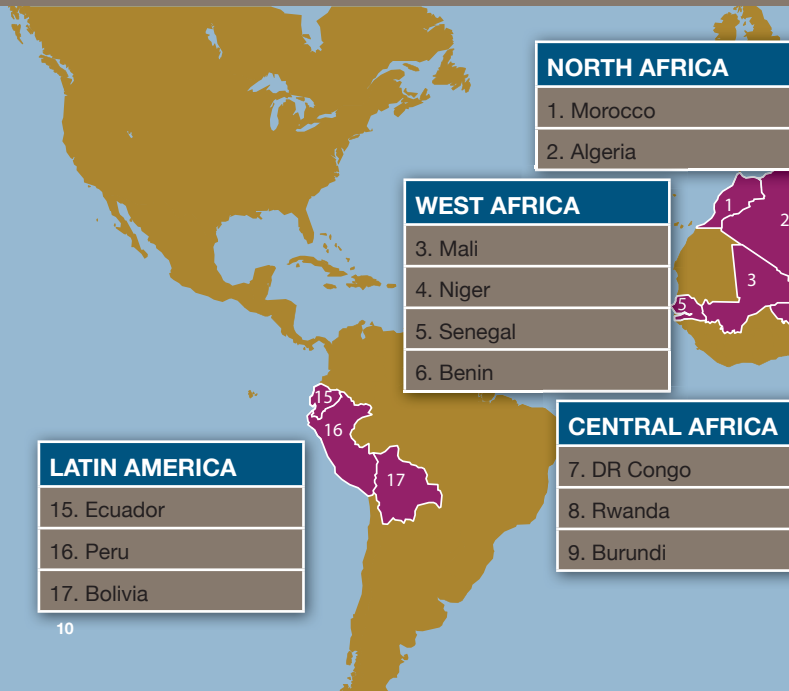 NORTH AFRICA
1. Morocco
2. Algeria
WEST AFRICA
3. Mali
4. Niger
5. Senegal
6. Benin
CENTRAL AFRICA
7. DR Congo
8. Rwanda
9. Burundi
LATIN AMERICA
15. Ecuador
16. Peru
17. Bolivia
1
2
3
5
15
16
17
10